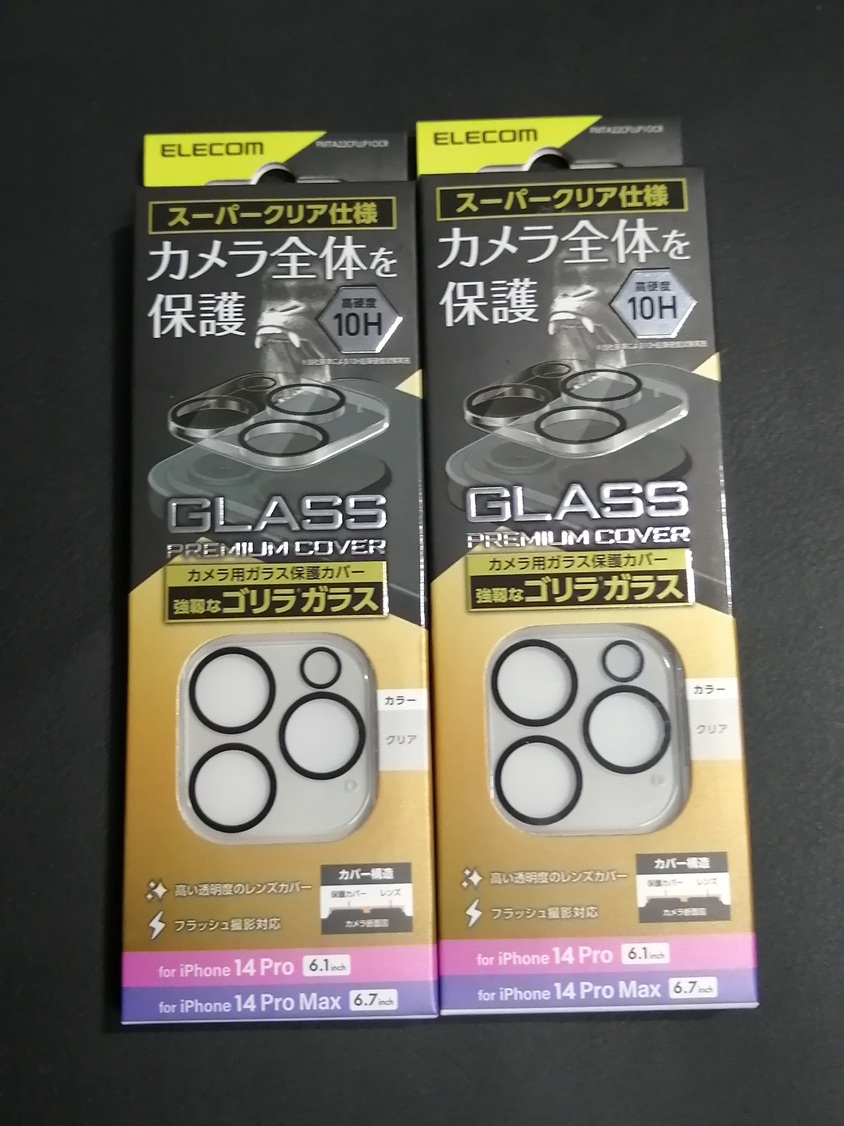 ELECOM
PMTA22CFLLP1OCR
スーパークリア仕様
カメラ全体を
保護
高硬度
10H
GLASS
PREMIUM COVER
カメラ用ガラス保護カバー
強靱なゴリラ®ガラス
カラー
クリア
高い透明度のレンズカバー
フラッシュ撮影対応
カバー構造
保護カバー レンズ
カメラ断面図
for iPhone 14 Pro 6.1inch
for iPhone 14 Pro Max 6.7inch
ELECOM
PMTA22CFLLP1OCR
スーパークリア仕様
カメラ全体を
保護
高硬度
10H
GLASS
PREMIUM COVER
カメラ用ガラス保護カバー
強靱なゴリラ®ガラス
カラー
クリア
高い透明度のレンズカバー
フラッシュ撮影対応
カバー構造
保護カバー レンズ
カメラ断面図
for iPhone 14 Pro 6.1inch
for iPhone 14 Pro Max 6.7inch